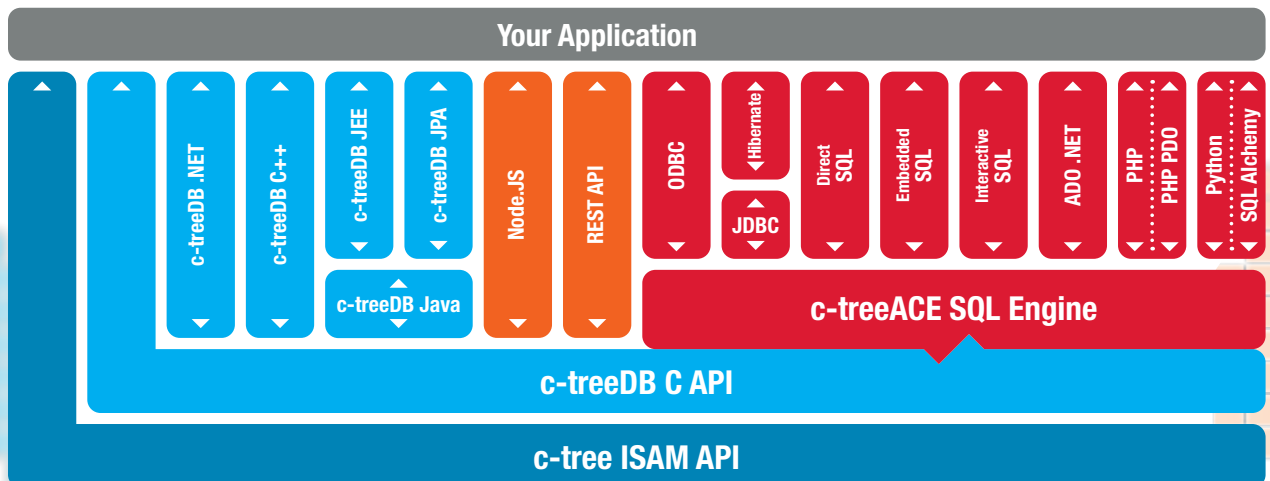 Your Application
c-treeDB .NET
c-treeDB C++
c-treeDB JEE
c-treeDB JPA
c-treeDB Java
Node.JS
REST API
ODBC
Hibernate
JDBC
Direct
SQL
Embedded
SQL
Interactive
SQL
ADO .NET
PHP
PHP PDO
Python
SQL Alchemy
c-treeACE SQL Engine
c-treeDB C API
c-tree ISAM API